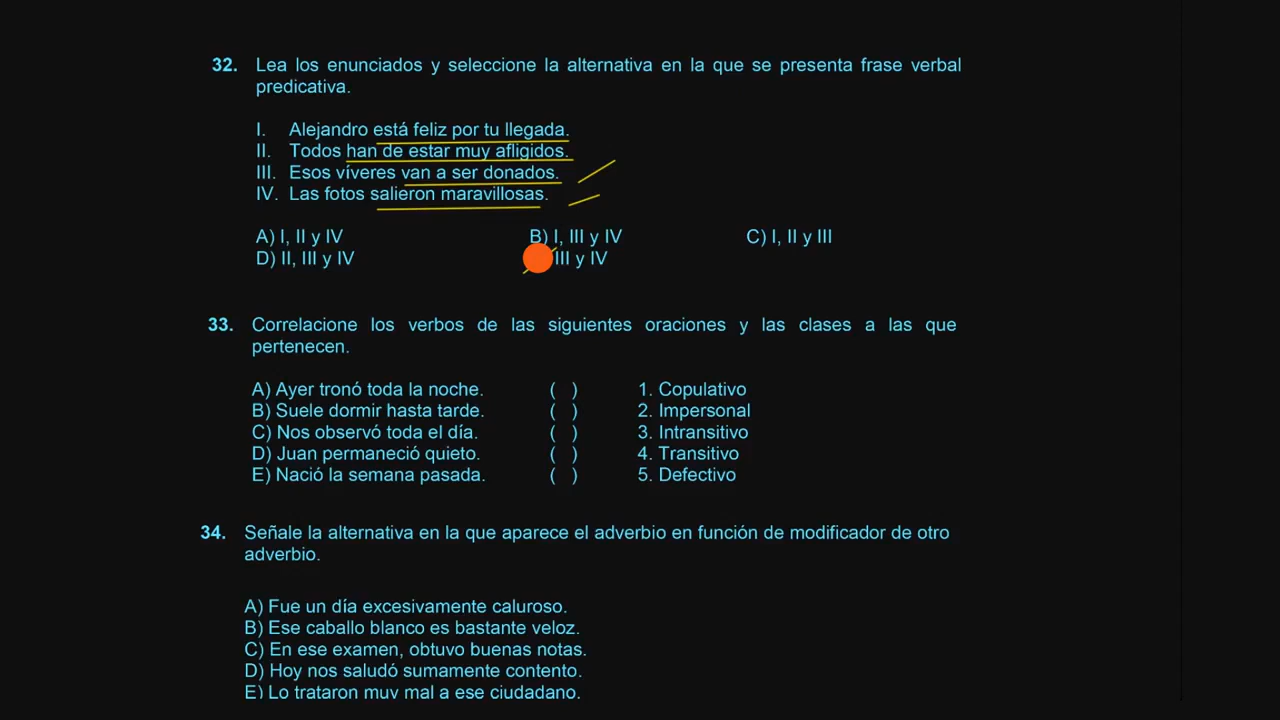 32. Lea los enunciados y seleccione la alternativa en la que se presenta frase verbal
predicativa.
I. Alejandro está feliz por tu llegada.
II. Todos han de estar muy afligidos.
III. Esos víveres van a ser donados.
IV. Las fotos salieron maravillosas.
A) I, II y IV B) I, III y IV C) I, II y III
D) II, III y IV III y IV
33. Correlacione los verbos de las siguientes oraciones y las clases a las que
pertenecen.
A) Ayer tronó toda la noche. ( ) 1. Copulativo
B) Suele dormir hasta tarde. ( ) 2. Impersonal
C) Nos observó toda el día. ( ) 3. Intransitivo
D) Juan permaneció quieto. ( ) 4. Transitivo
E) Nació la semana pasada. ( ) 5. Defectivo
34. Señale la alternativa en la que aparece el adverbio en función de modificador de otro
adverbio.
A) Fue un día excesivamente caluroso.
B) Ese caballo blanco es bastante veloz.
C) En ese examen, obtuvo buenas notas.
D) Hoy nos saludó sumamente contento.
E) Lo trataron muy mal a ese ciudadano.